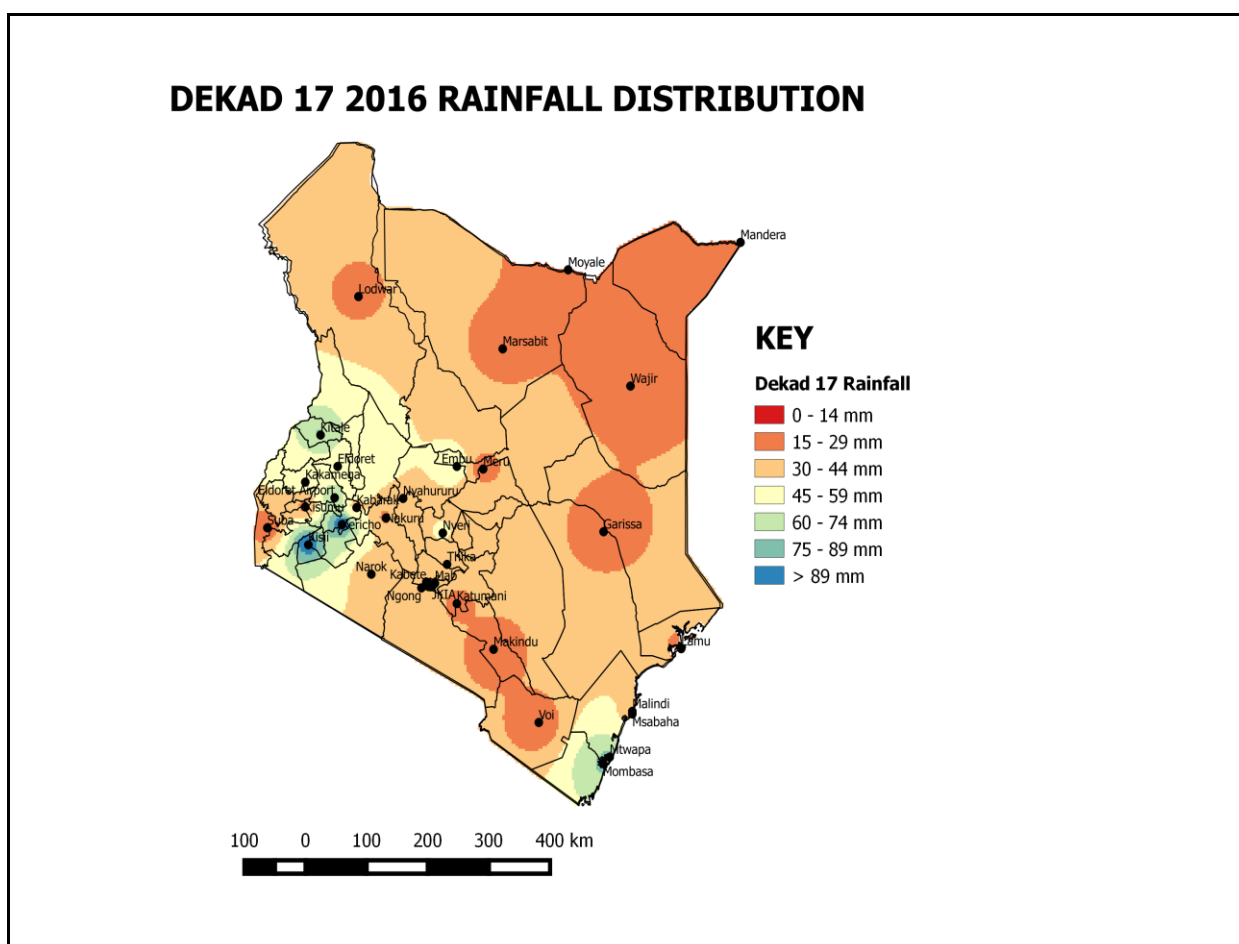 DEKAD 17 2016 RAINFALL DISTRIBUTION
Mandera
Moyale
Lodwar
Marsabit
Wajir
KEY
Dekad 17 Rainfall
0 - 14 mm
15 - 29 mm
30 - 44 mm
45 - 59 mm
60 - 74 mm
75 - 89 mm
> 89 mm
Kitale
Eldoret
Embu
Meru
Kakamega
Eldoret Airport
Nyahururu
Kisumu
Kabarak
Suba
Kericho
Nakuru
Nyeri
Garissa
Kisii
Thika
Narok
Kabete
Mab
Ngong
JKIA
Katumani
Makindu
Lamu
Malindi
Voi
Msabaha
Mtwapa
Mombasa
100 0 100 200 300 400 km